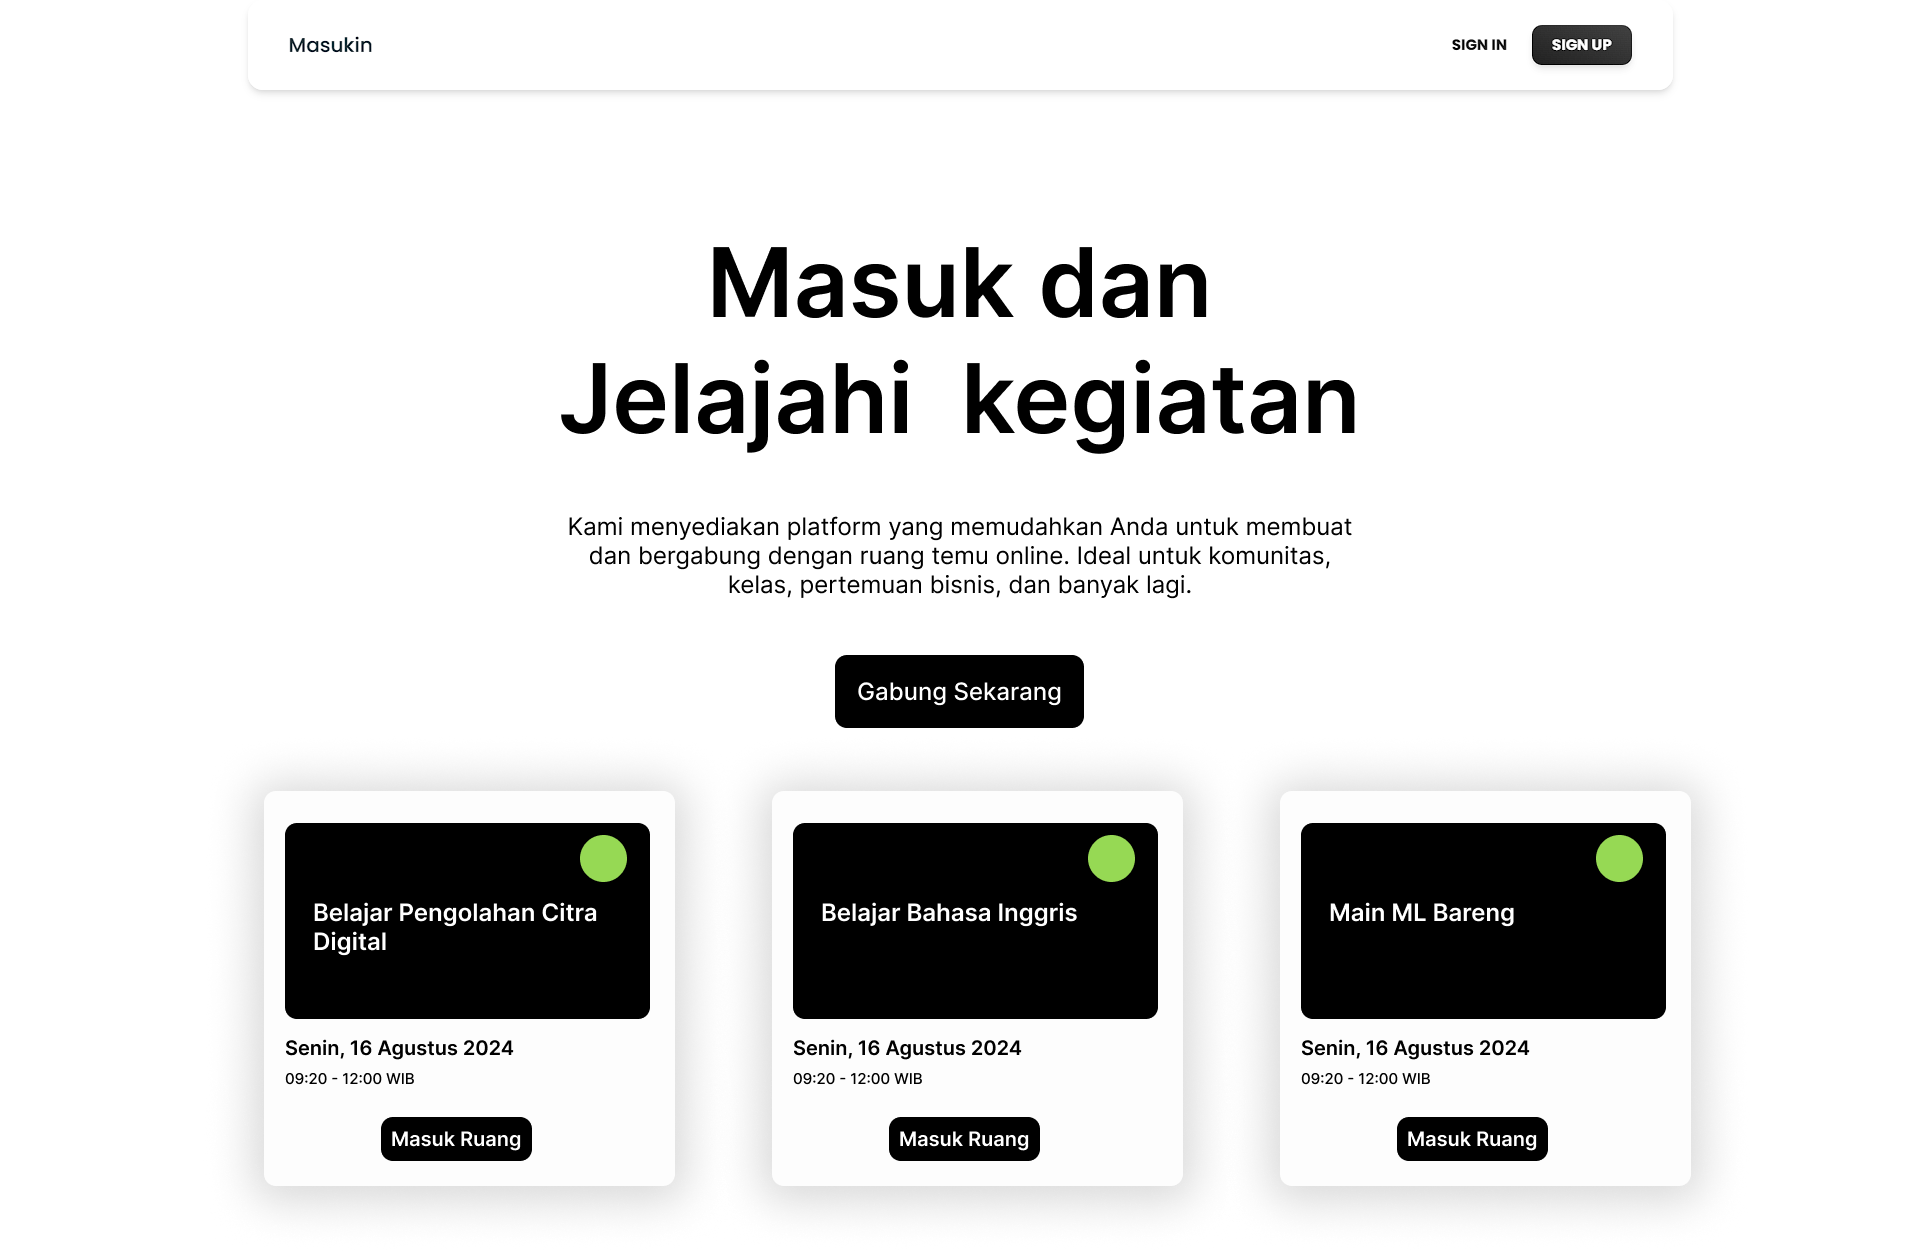 Masukin
SIGN IN
SIGN UP
Masuk dan
Jelajahi  kegiatan
Kami menyediakan platform yang memudahkan Anda untuk membuat
dan bergabung dengan ruang temu online. Ideal untuk komunitas,
kelas, pertemuan bisnis, dan banyak lagi.
Gabung Sekarang
Belajar Pengolahan Citra
Digital
Senin, 16 Agustus 2024
09:20 - 12:00 WIB
Masuk Ruang
Belajar Bahasa Inggris
Senin, 16 Agustus 2024
09:20 - 12:00 WIB
Masuk Ruang
Main ML Bareng
Senin, 16 Agustus 2024
09:20 - 12:00 WIB
Masuk Ruang